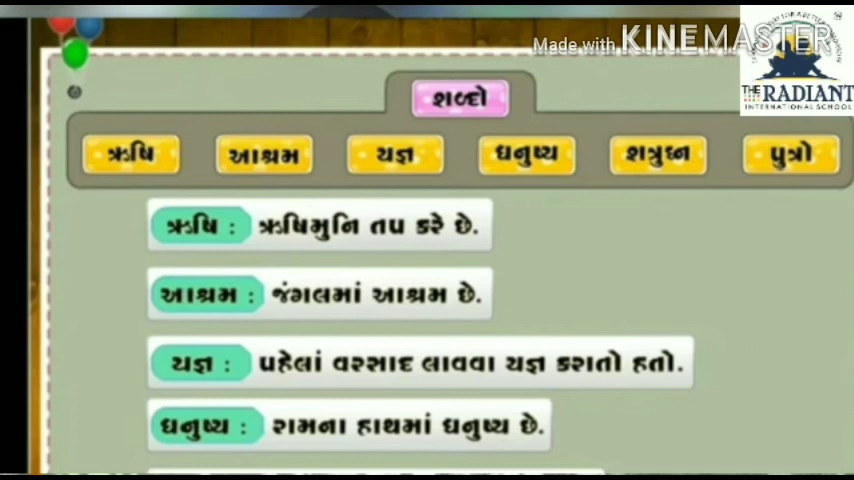 Made with KINEMASTER
THE RADIANT
INTERNATIONAL SCHOOL
શબ્દો
ઋષિ આશ્રમ યજ્ઞ ધનુષ્ય શત્રુઘ્ન પુત્રો
ઋષિ : ઋષિમુનિ તપ કરે છે.
આશ્રમ : જંગલમાં આશ્રમ છે.
યજ્ઞ : પહેલાં વરસાદ લાવવા યજ્ઞ કરાતો હતો.
ધનુષ્ય : રામના હાથમાં ધનુષ્ય છે.